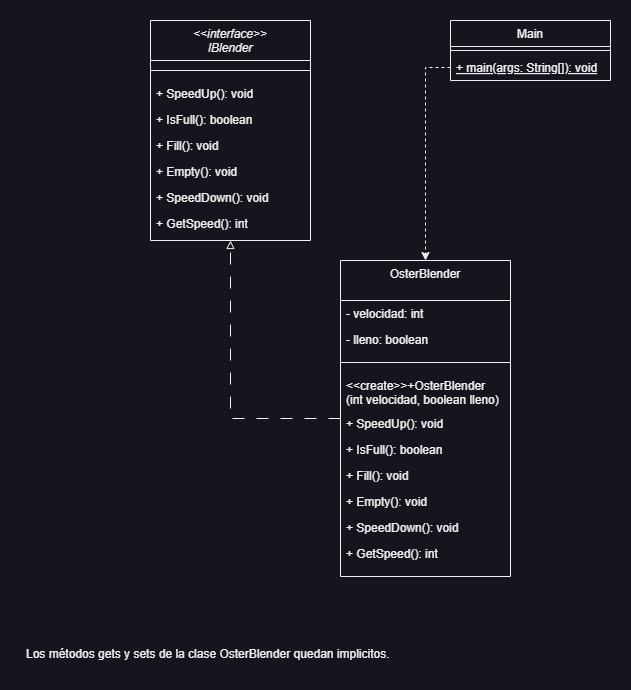 <<interface>>
IBlender
+ SpeedUp(): void
+ IsFull(): boolean
+ Fill(): void
+ Empty(): void
+ SpeedDown(): void
+ GetSpeed(): int
Main
+ main(args: String[]): void
OsterBlender
- velocidad: int
- lleno: boolean
<<create>>+OsterBlender
(int velocidad, boolean lleno)
+ SpeedUp(): void
+ IsFull(): boolean
+ Fill(): void
+ Empty(): void
+ SpeedDown(): void
+ GetSpeed(): int
Los métodos gets y sets de la clase OsterBlender quedan implicitos.